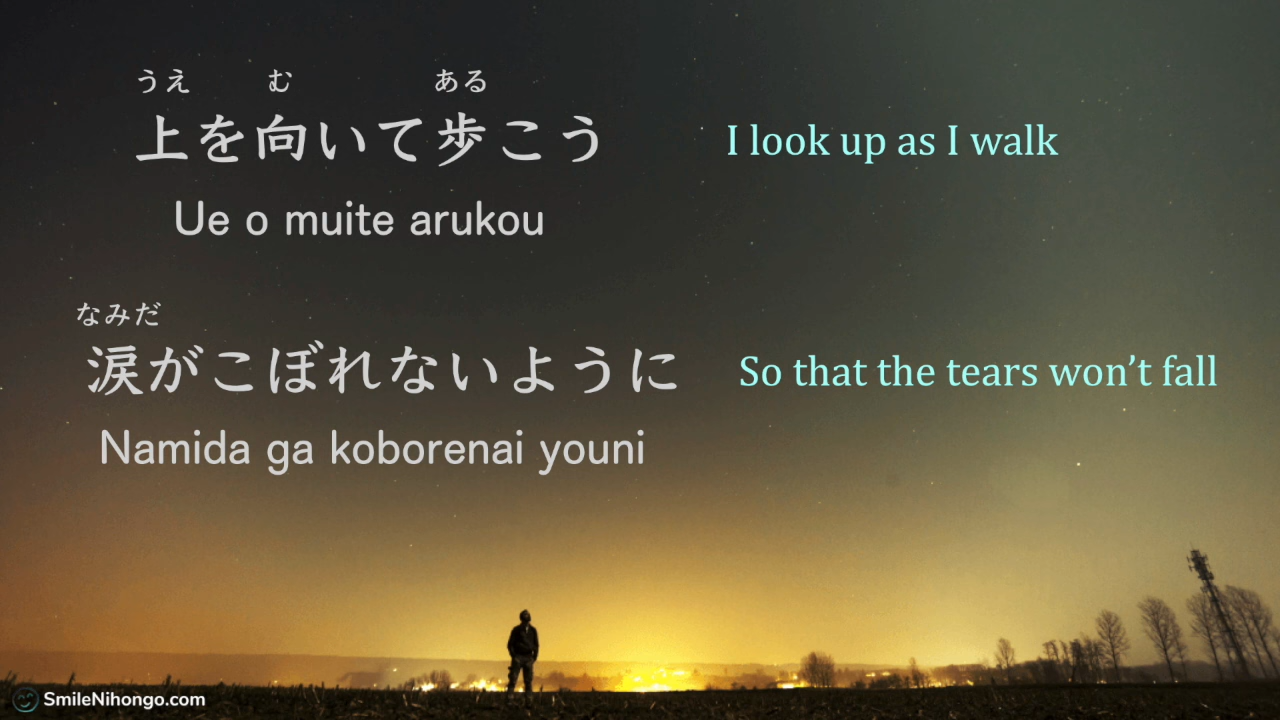 うえ む ある
上を向いて歩こう
I look up as I walk
Ue o muite arukou
なみだ
涙がこぼれないように
So that the tears won’t fall
Namida ga koborenai youni
SmileNihongo.com